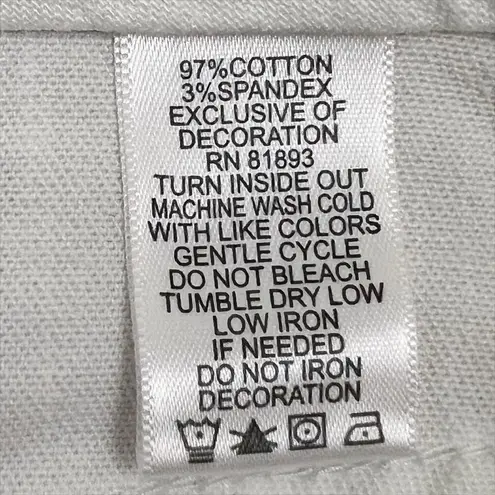 97%COTTON
3%SPANDEX
EXCLUSIVE OF
DECORATION
RN 81893
TURN INSIDE OUT
MACHINE WASH COLD
WITH LIKE COLORS
GENTLE CYCLE
DO NOT BLEACH
TUMBLE DRY LOW
LOW IRON
IF NEEDED
DO NOT IRON
DECORATION